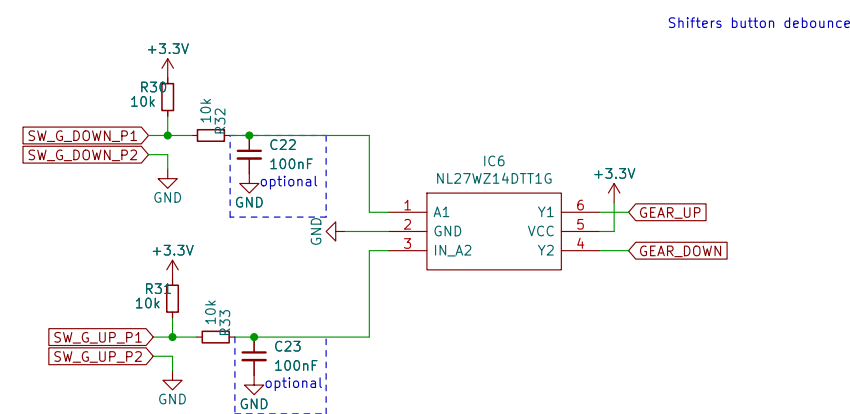 Shifters button debounce
+3.3V
R30
10k
10k
R32
SW_G_DOWN_P1
SW_G_DOWN_P2
GND
C22
100nF
optional
GND
IC6
NL27WZ14DTT1G
+3.3V
1
2
3
A1
GND
IN_A2
Y1
VCC
Y2
6
5
4
GEAR_UP
GEAR_DOWN
GND
+3.3V
R31
10k
10k
R33
SW_G_UP_P1
SW_G_UP_P2
GND
C23
100nF
optional
GND